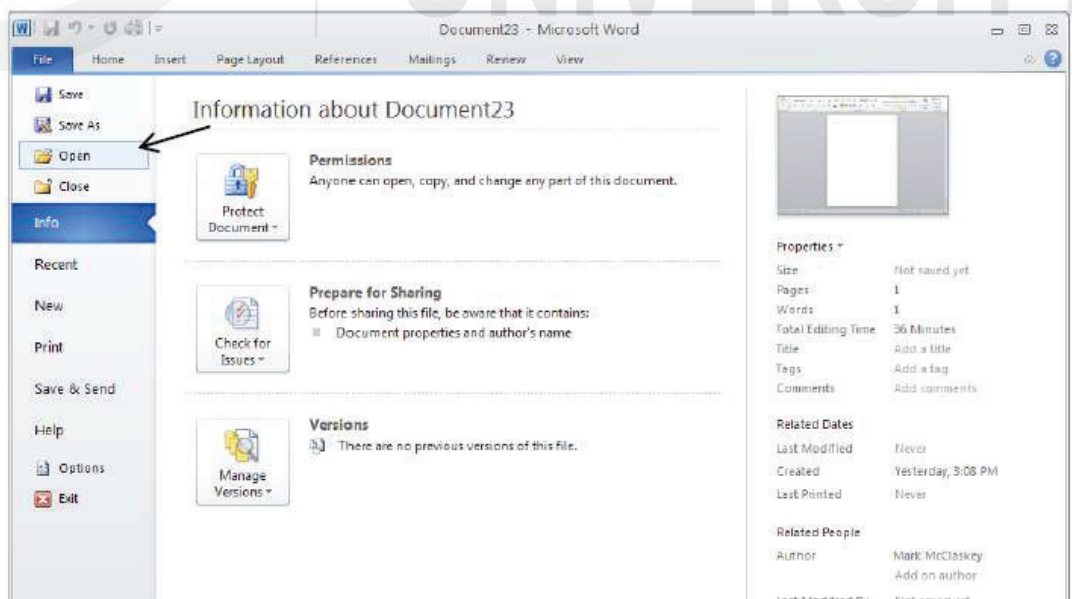 UNIVERSIT
Document23 - Microsoft Word
File Home Insert Page Layout References Mailings Review View
Save
Save As
Open
Close
Info
Recent
New
Print
Save & Send
Help
Options
Exit
Information about Document23
Protect
Document
Permissions
Anyone can open, copy, and change any part of this document.
Check for
Issues
Prepare for Sharing
Before sharing this file, be aware that it contains:
Document properties and author's name
Manage
Versions
Versions
There are no previous versions of this file.
Properties
Size Not saved yet
Pages 1
Words 1
Total Editing Time 36 Minutes
Title Add a title
Tags Add a tag
Comments Add comments
Related Dates
Last Modified Never
Created Yesterday, 3:08 PM
Last Printed Never
Related People
Author Mark McClaskey
Add an author